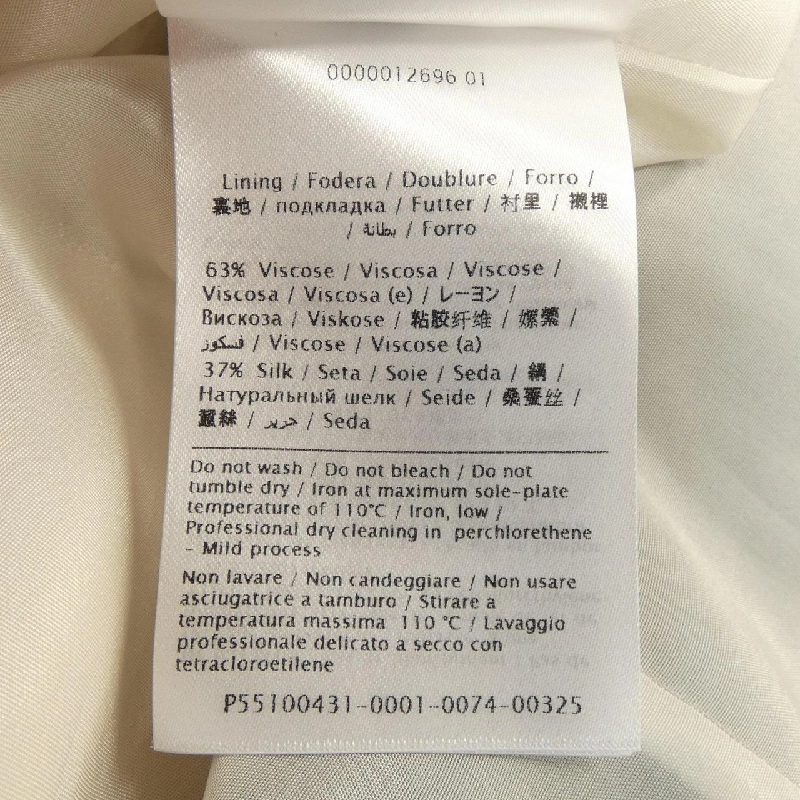 0000012696 01
Lining / Fodera / Doublure / Forro /
裏地 / подкладка / Futter / 衬里 / 襯裡
/ بطانة / Forro
63% Viscose / Viscosa / Viscose /
Viscosa / Viscosa (e) / レーヨン /
Вискоза / Viskose / 粘胶纤维 / 嫘縈 /
فسكوز / Viscose / Viscose (a)
37% Silk / Seta / Soie / Seda / 絹 /
Натуральный шелк / Seide / 桑蚕丝 /
蠶絲 / حرير / Seda
Do not wash / Do not bleach / Do not
tumble dry / Iron at maximum sole-plate
temperature of 110°C / Iron, low /
Professional dry cleaning in perchlorethene
- Mild process
Non lavare / Non candeggiare / Non usare
asciugatrice a tamburo / Stirare a
temperatura massima 110 °C / Lavaggio
professionale delicato a secco con
tetracloroetilene
P55100431-0001-0074-00325